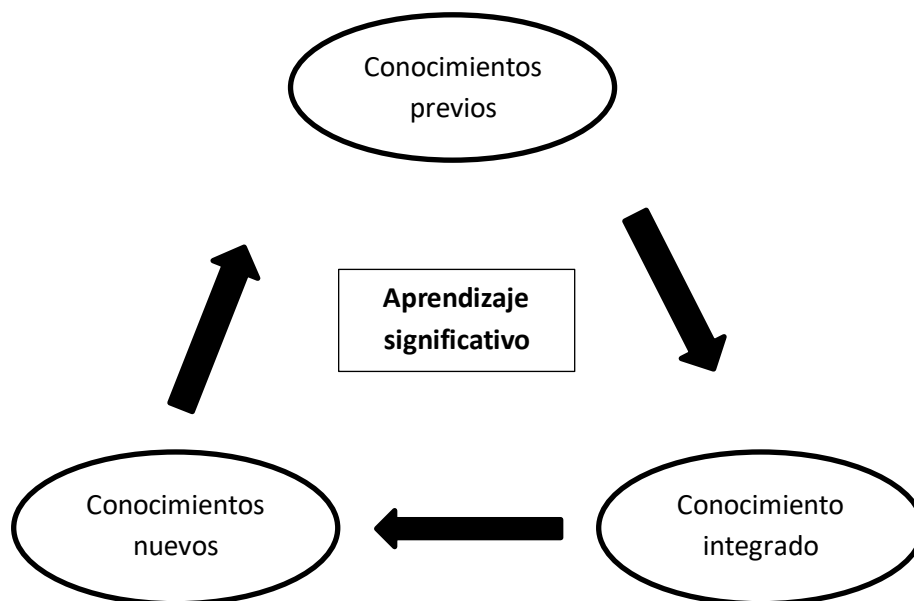 Conocimientos
previos
Aprendizaje
significativo
Conocimientos
nuevos
Conocimiento
integrado